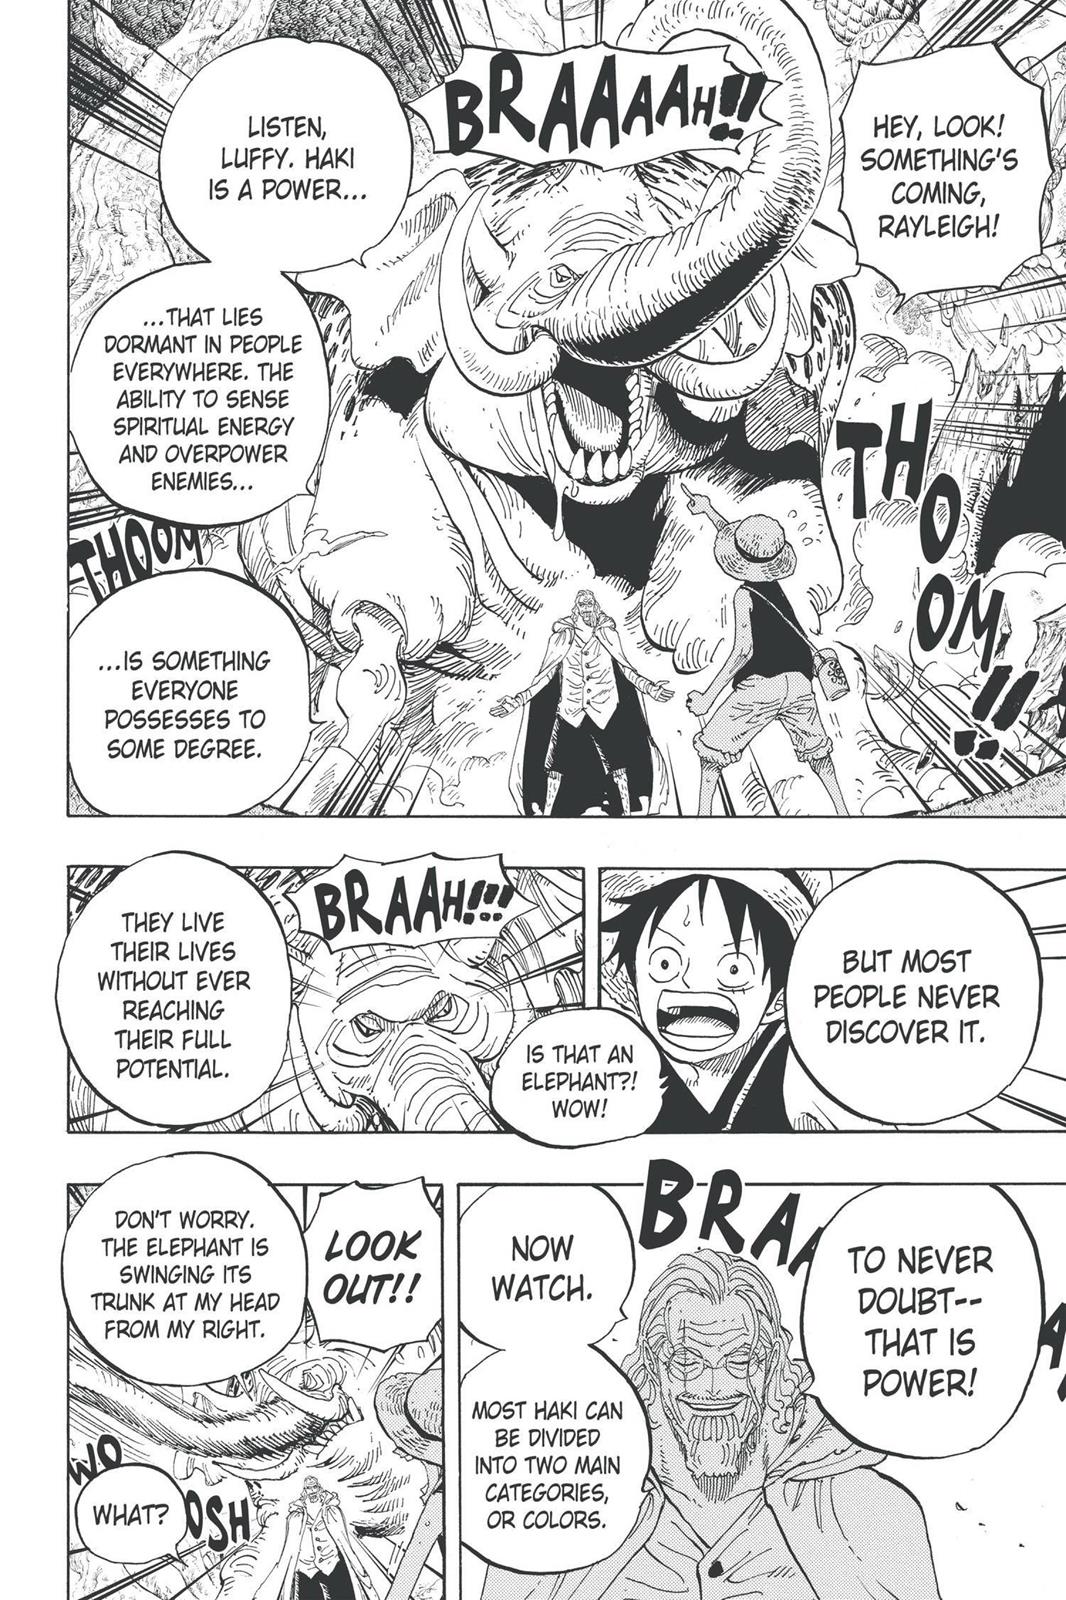 HEY, LOOK!
SOMETHING'S
COMING,
RAYLEIGH!
BRAAAAH!!
LISTEN,
LUFFY. HAKI
IS A POWER...
...THAT LIES
DORMANT IN PEOPLE
EVERYWHERE. THE
ABILITY TO SENSE
SPIRITUAL ENERGY
AND OVERPOWER
ENEMIES...
THOOM!!
THOOM
...IS SOMETHING
EVERYONE
POSSESSES TO
SOME DEGREE.
BUT MOST
PEOPLE NEVER
DISCOVER IT.
IS THAT AN
ELEPHANT?!
WOW!
BRAAH!!!
THEY LIVE
THEIR LIVES
WITHOUT EVER
REACHING
THEIR FULL
POTENTIAL.
TO NEVER
DOUBT--
THAT IS
POWER!
BRAA
NOW
WATCH.
MOST HAKI CAN
BE DIVIDED
INTO TWO MAIN
CATEGORIES,
OR COLORS.
LOOK
OUT!!
DON'T WORRY.
THE ELEPHANT IS
SWINGING ITS
TRUNK AT MY HEAD
FROM MY RIGHT.
WO
OSH
WHAT?